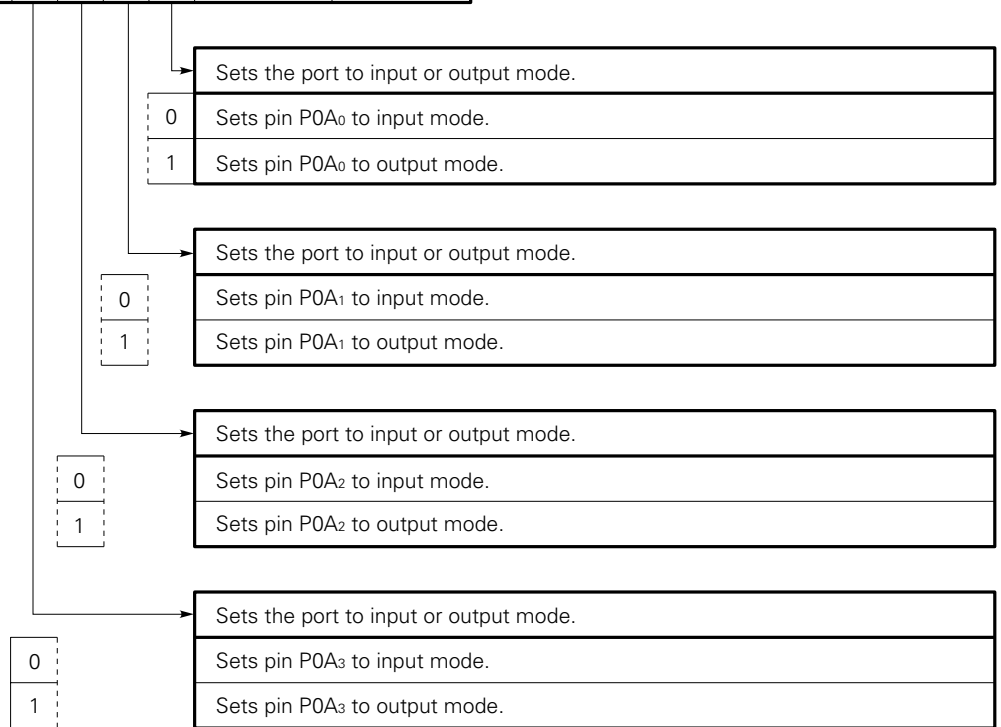 Sets the port to input or output mode.
0 Sets pin P0A₀ to input mode.
1 Sets pin P0A₀ to output mode.
Sets the port to input or output mode.
0 Sets pin P0A₁ to input mode.
1 Sets pin P0A₁ to output mode.
Sets the port to input or output mode.
0 Sets pin P0A₂ to input mode.
1 Sets pin P0A₂ to output mode.
Sets the port to input or output mode.
0 Sets pin P0A₃ to input mode.
1 Sets pin P0A₃ to output mode.